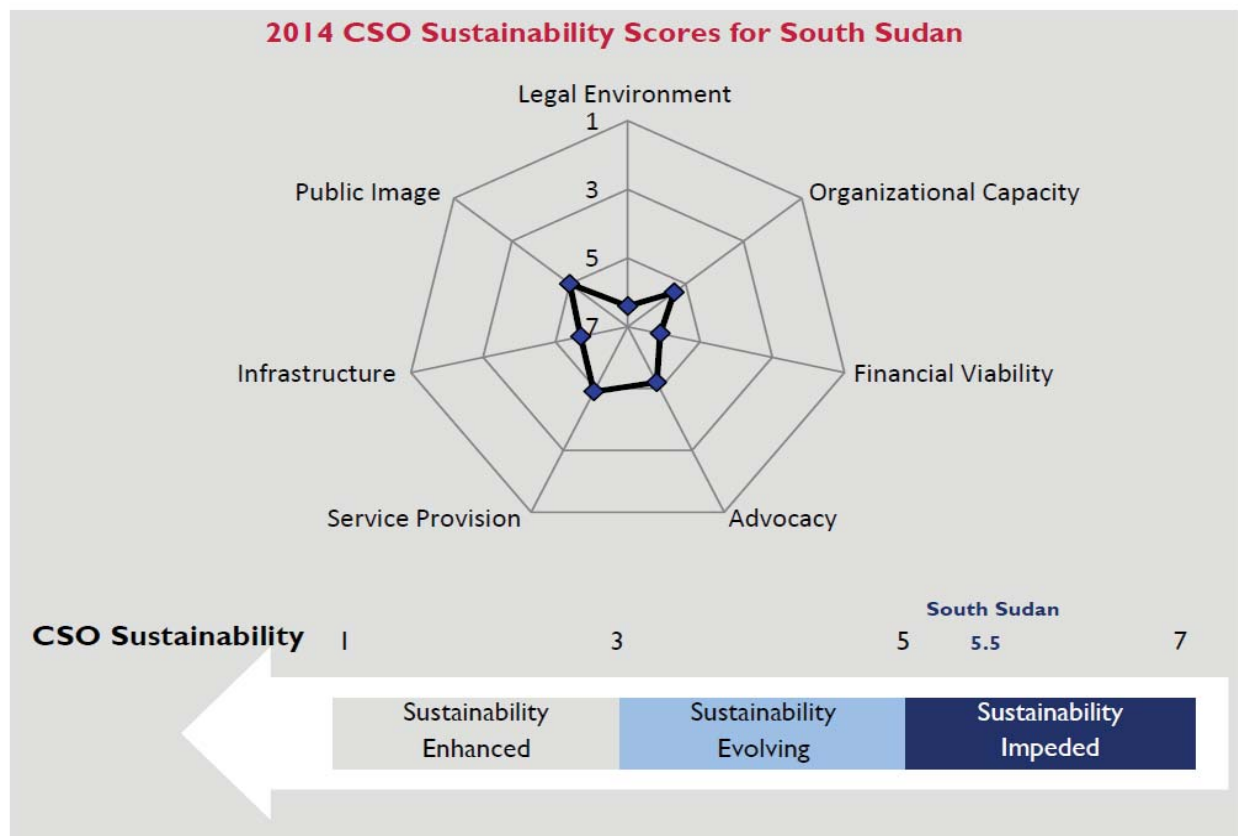 2014 CSO Sustainability Scores for South Sudan
Legal Environment
1
Public Image
3
Organizational Capacity
5
7
Infrastructure
Financial Viability
Service Provision
Advocacy
South Sudan
CSO Sustainability 1 3 5 5.5 7
Sustainability Enhanced
Sustainability Evolving
Sustainability Impeded